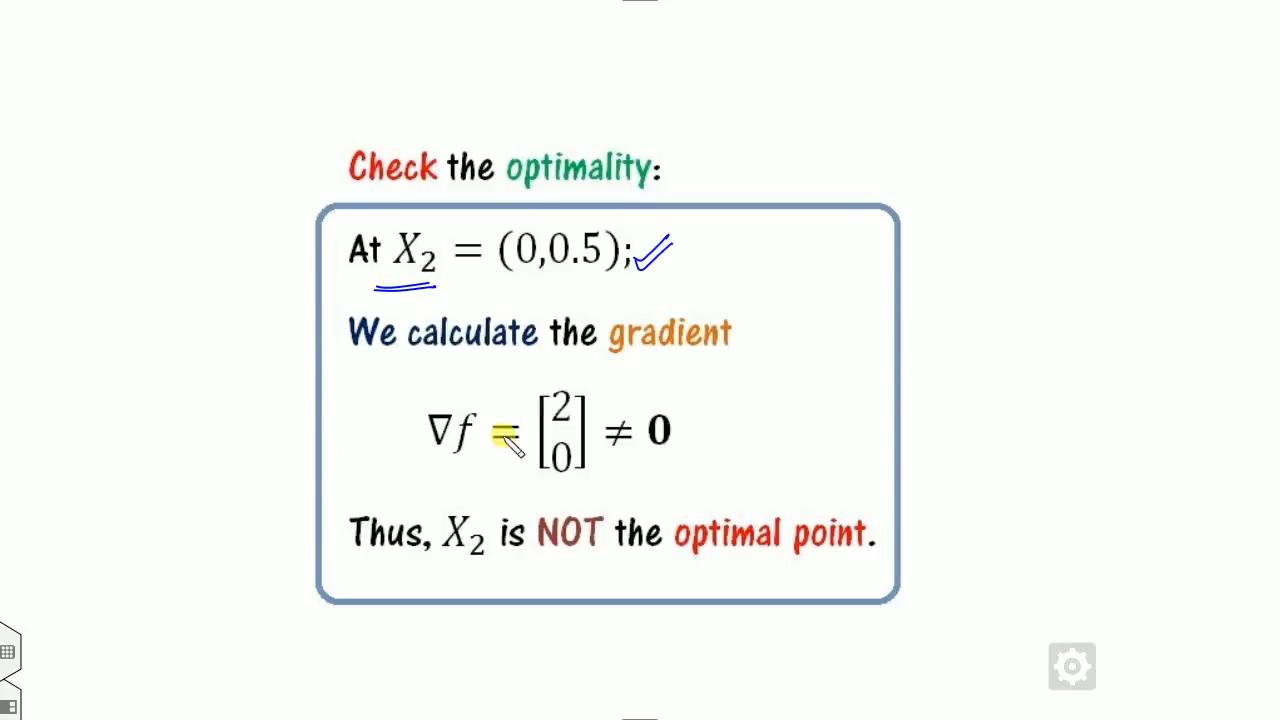 Check the optimality:
At X₂ = (0,0.5);
We calculate the gradient
∇f = [2 0] ≠ 0
Thus, X₂ is NOT the optimal point.